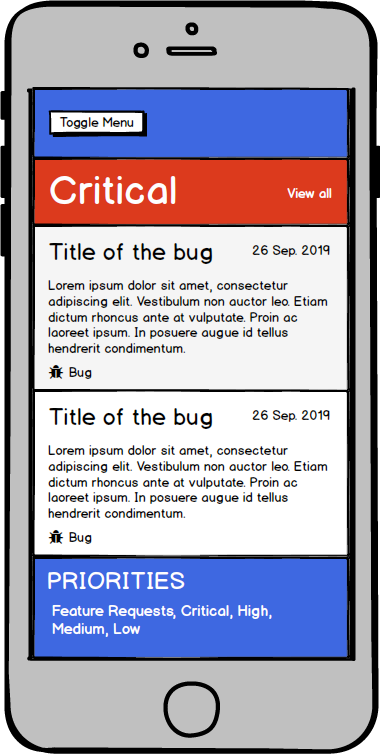 Toggle Menu
Critical
View all
Title of the bug
26 Sep. 2019
Lorem ipsum dolor sit amet, consectetur
adipiscing elit. Vestibulum non auctor leo. Etiam
dictum rhoncus ante at vulputate. Proin ac
laoreet ipsum. In posuere augue id tellus
hendrerit condimentum.
Bug
Title of the bug
26 Sep. 2019
Lorem ipsum dolor sit amet, consectetur
adipiscing elit. Vestibulum non auctor leo. Etiam
dictum rhoncus ante at vulputate. Proin ac
laoreet ipsum. In posuere augue id tellus
hendrerit condimentum.
Bug
PRIORITIES
Feature Requests, Critical, High,
Medium, Low